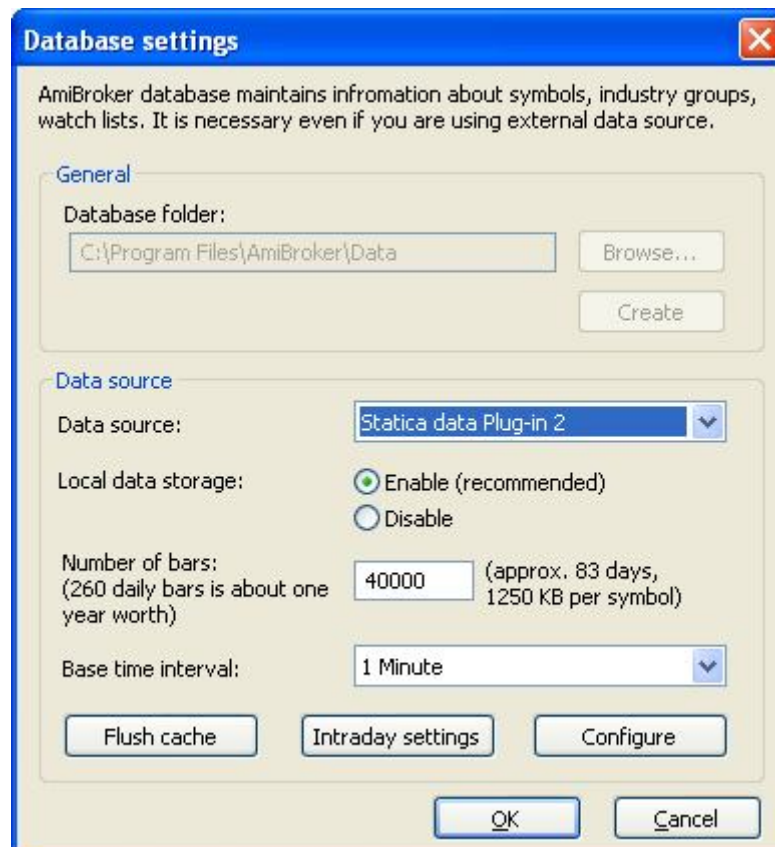 Database settings
AmiBroker database maintains infromation about symbols, industry groups,
watch lists. It is necessary even if you are using external data source.
General
Database folder:
C:\Program Files\AmiBroker\Data
Browse...
Create
Data source
Data source:
Statica data Plug-in 2
Local data storage:
Enable (recommended)
Disable
Number of bars:
(260 daily bars is about one
year worth)
40000
(approx. 83 days,
1250 KB per symbol)
Base time interval:
1 Minute
Flush cache
Intraday settings
Configure
OK
Cancel